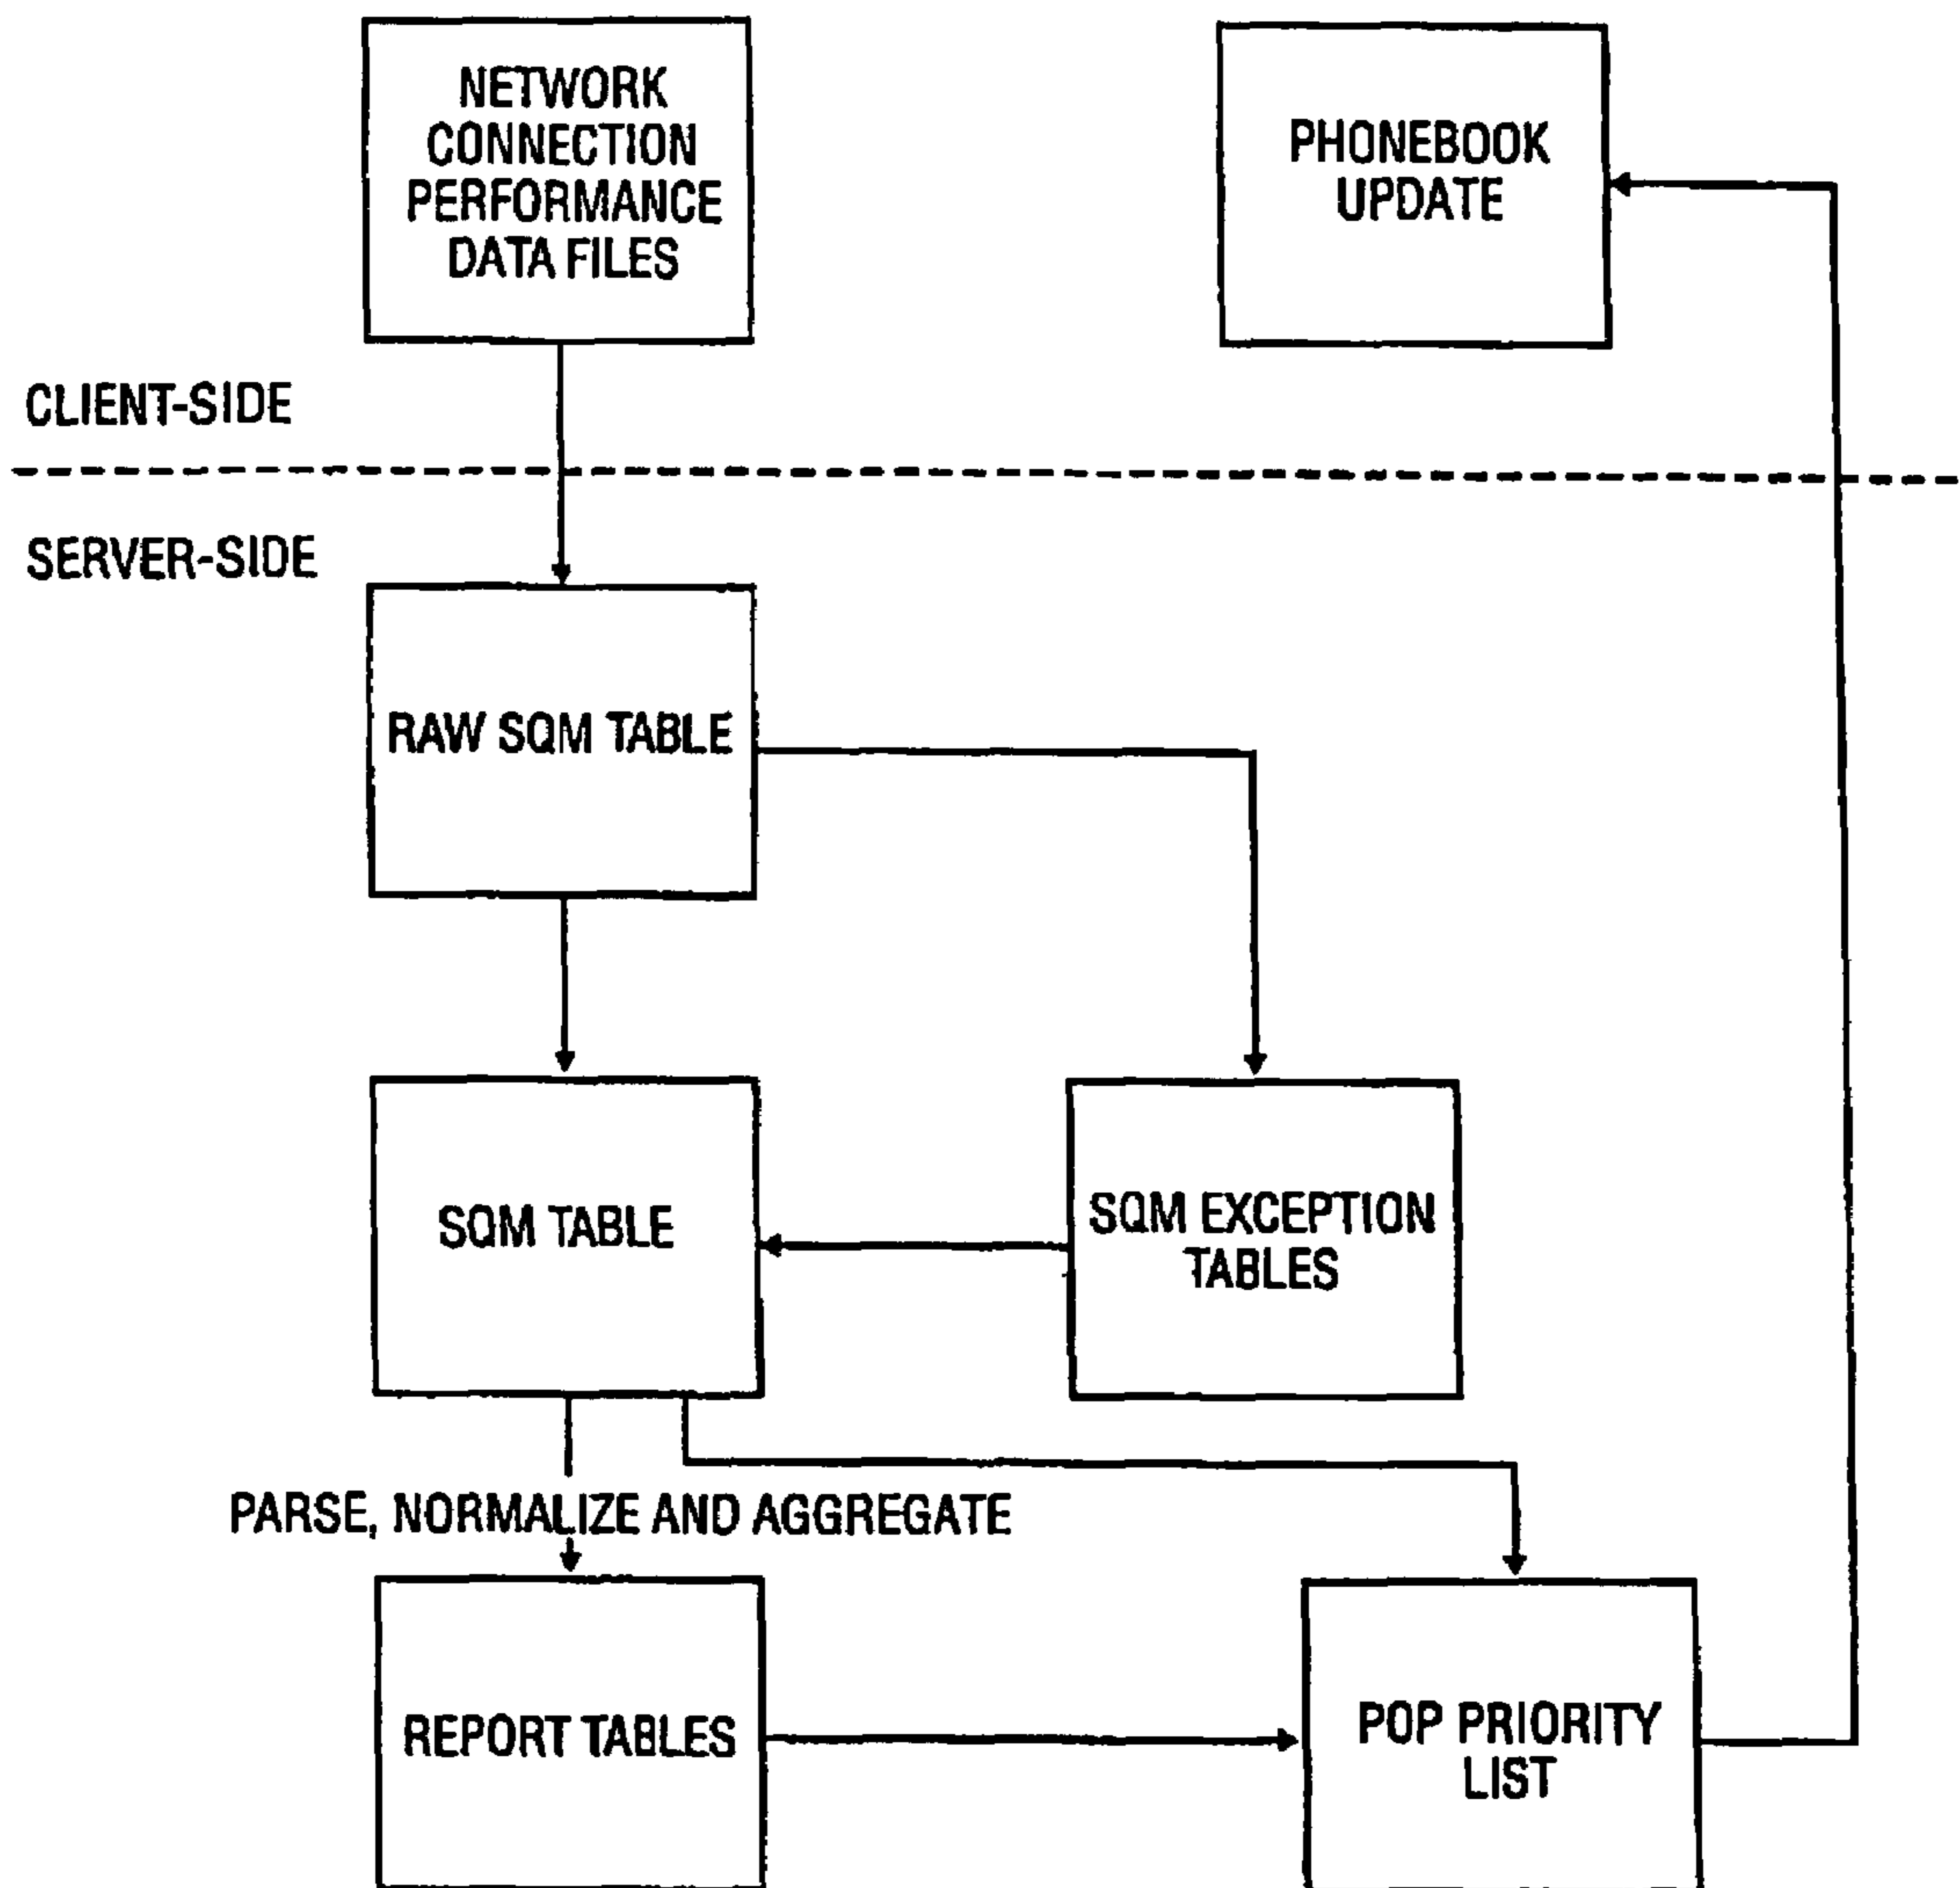 NETWORK
CONNECTION
PERFORMANCE
DATA FILES
PHONEBOOK
UPDATE
CLIENT-SIDE
SERVER-SIDE
RAW SQM TABLE
SQM TABLE
SQM EXCEPTION
TABLES
PARSE, NORMALIZE AND AGGREGATE
REPORT TABLES
POP PRIORITY
LIST